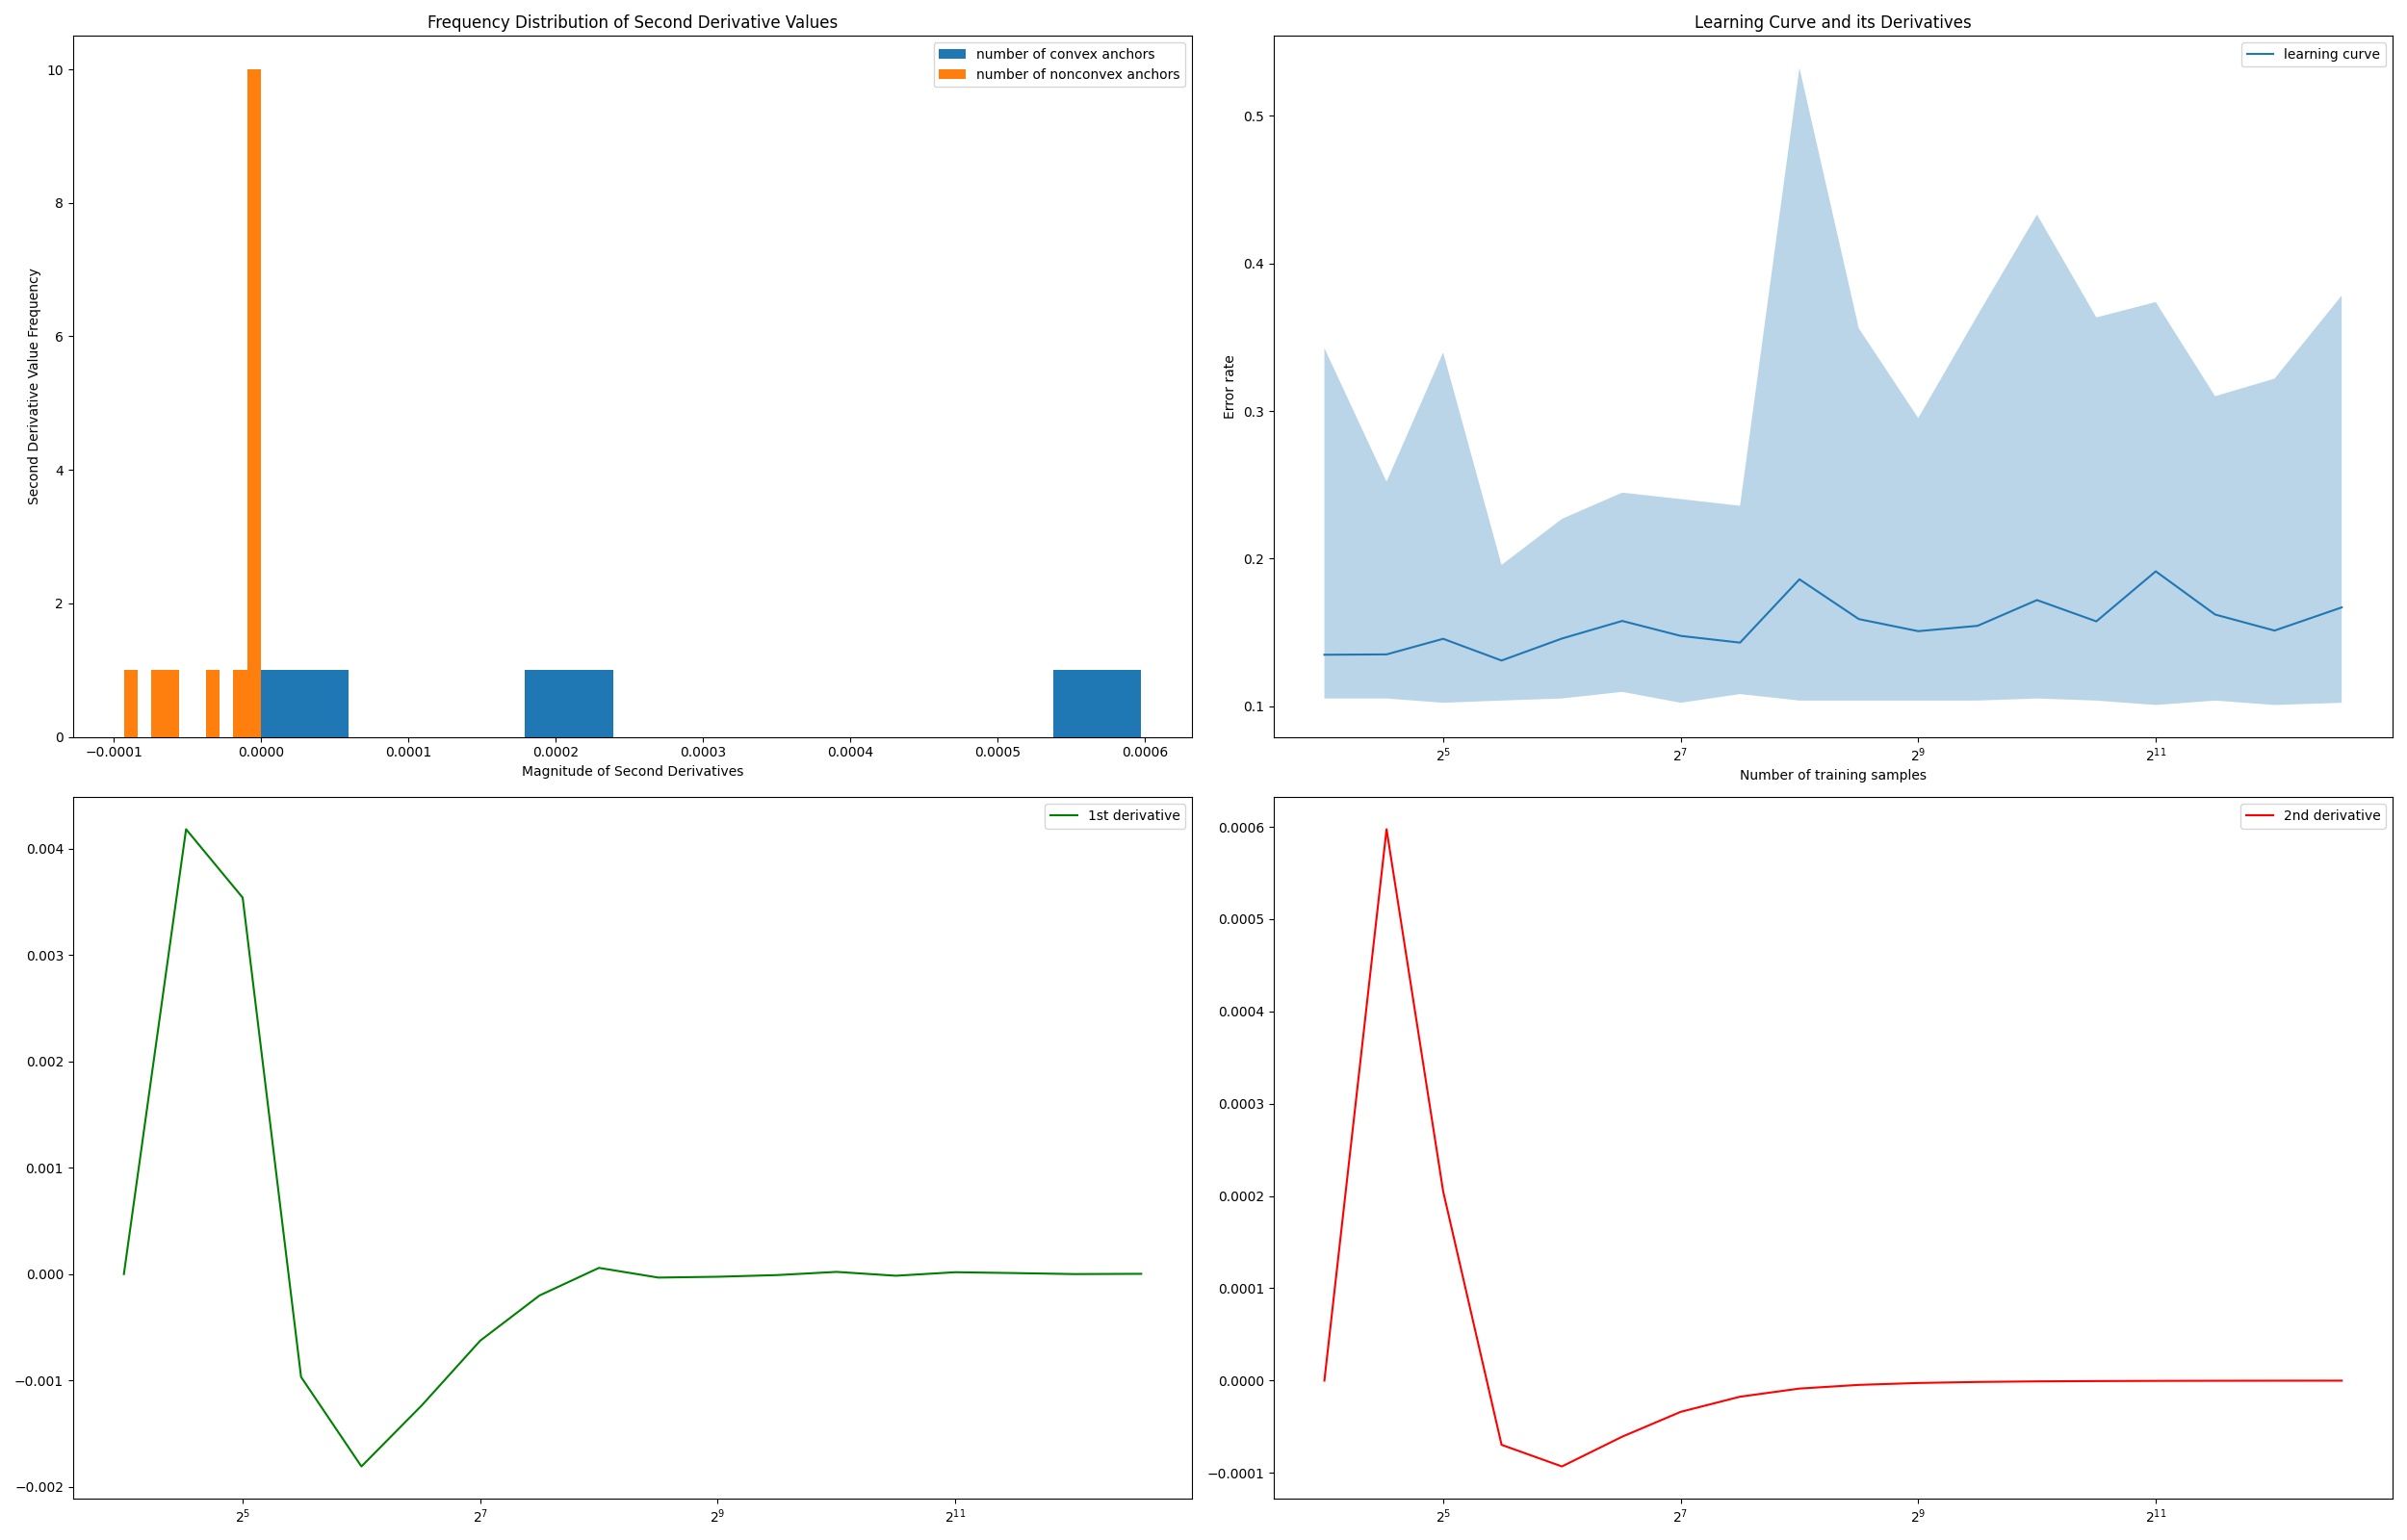 Frequency Distribution of Second Derivative Values
number of convex anchors
number of nonconvex anchors
Second Derivative Value Frequency
10
8
6
4
2
0
−0.0001 0.0000 0.0001 0.0002 0.0003 0.0004 0.0005 0.0006
Magnitude of Second Derivatives
Learning Curve and its Derivatives
learning curve
Error rate
0.5
0.4
0.3
0.2
0.1
2^5 2^7 2^9 2^11
Number of training samples
1st derivative
0.004
0.003
0.002
0.001
0.000
−0.001
−0.002
2^5 2^7 2^9 2^11
2nd derivative
0.0006
0.0005
0.0004
0.0003
0.0002
0.0001
0.0000
−0.0001
2^5 2^7 2^9 2^11